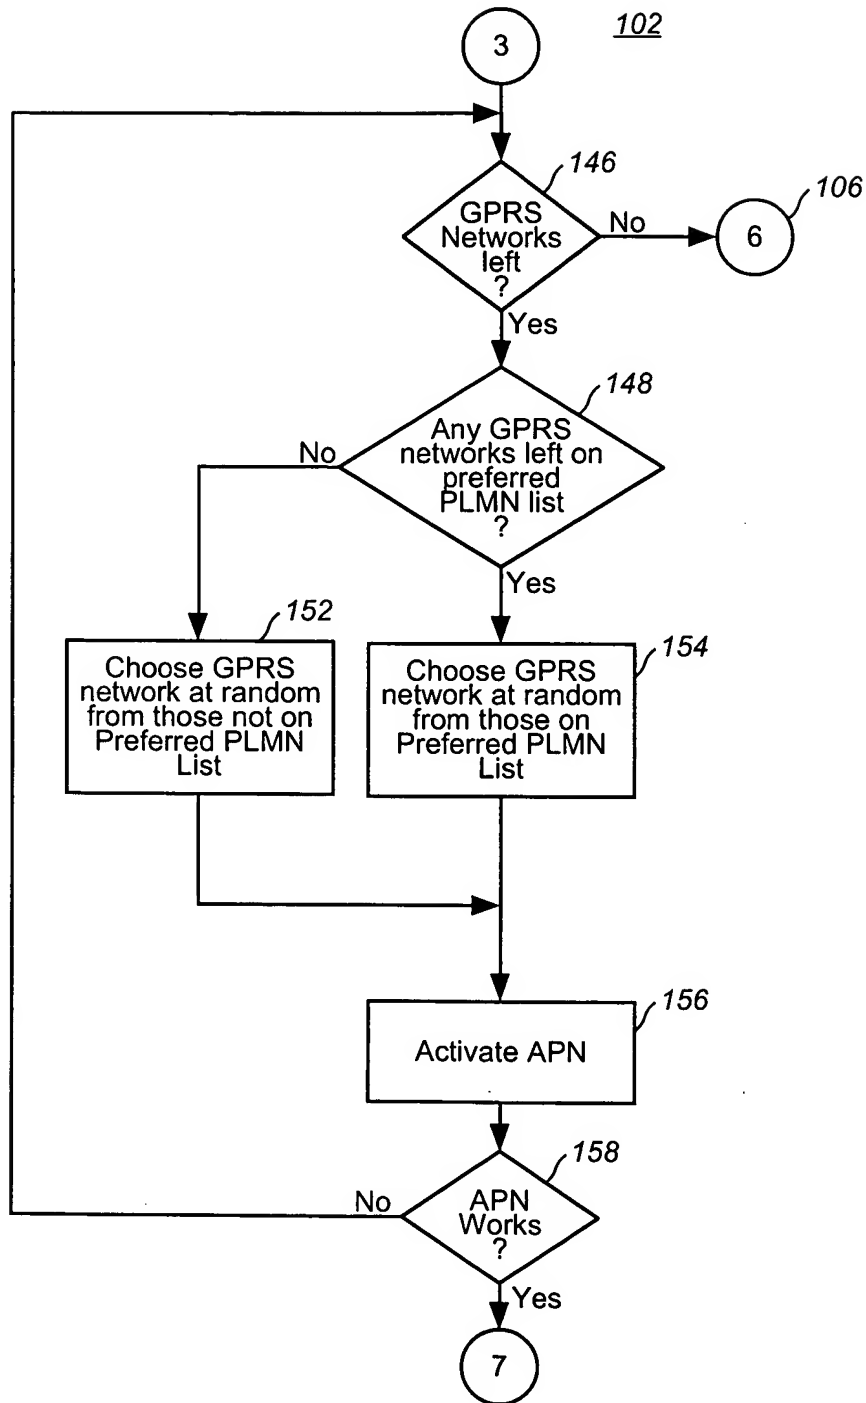 102
3
146
GPRS
Networks
left
?
No
106
6
Yes
148
Any GPRS
networks left on
preferred
PLMN list
?
No
Yes
152
Choose GPRS
network at random
from those not on
Preferred PLMN
List
154
Choose GPRS
network at random
from those on
Preferred PLMN
List
156
Activate APN
158
APN
Works
?
No
Yes
7